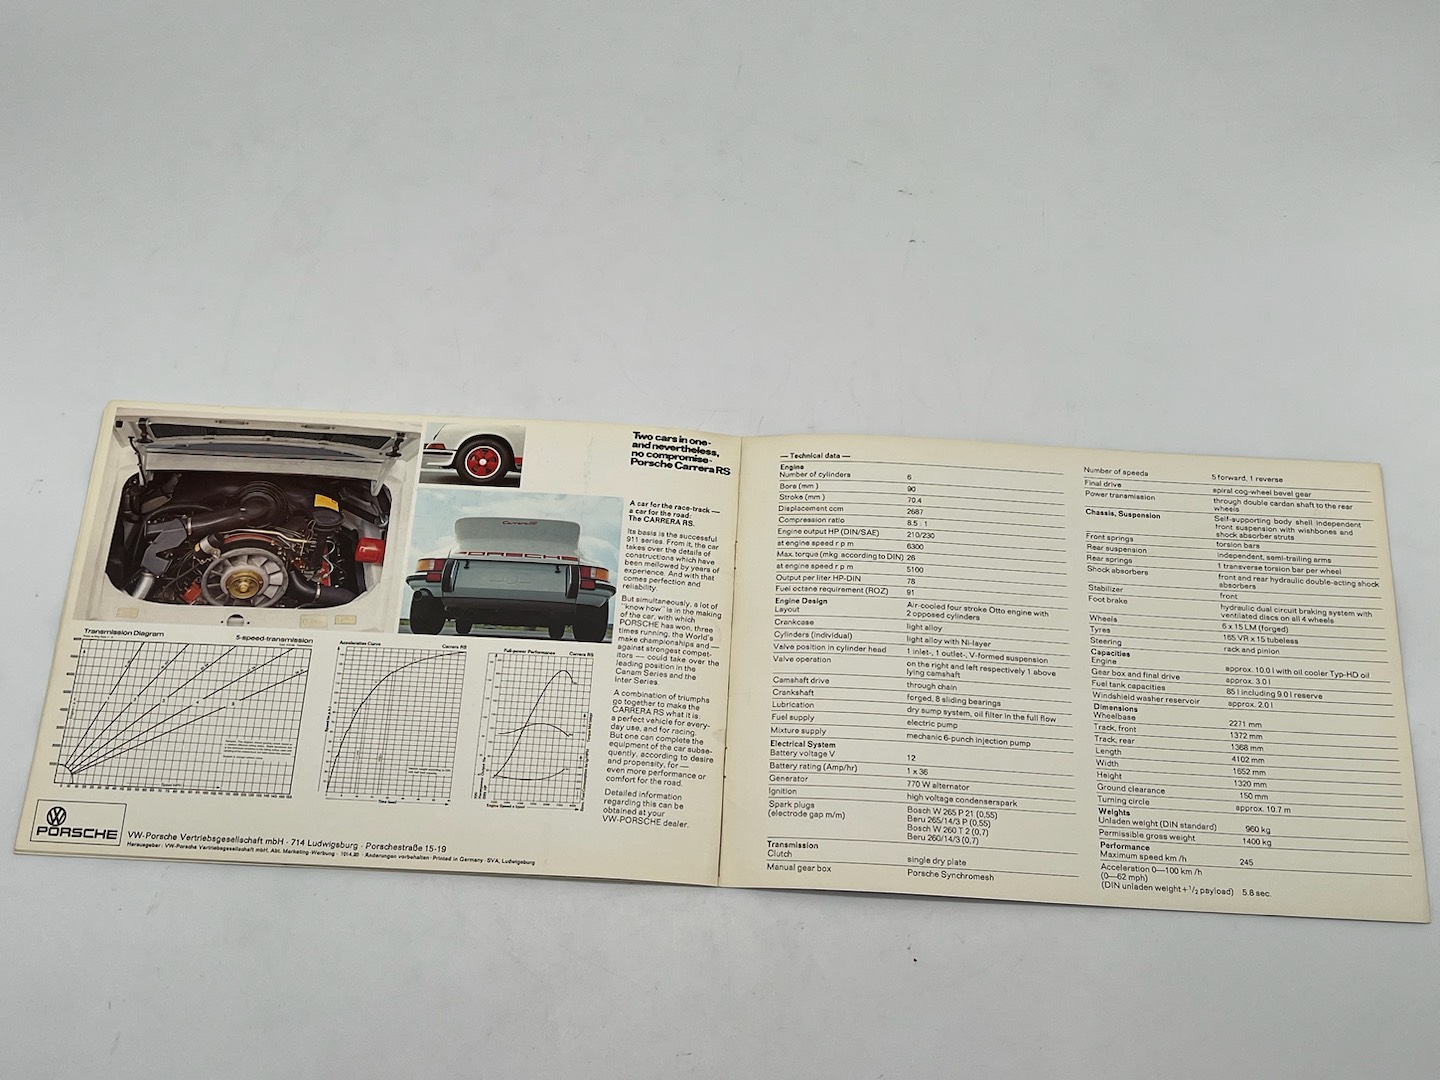 Two cars in one-
and nevertheless,
no compromise-
Porsche Carrera RS
A car for the race-track —
a car for the road:
The CARRERA RS.
Its basis is the successful
911 series. From it, the car
takes over the details of
constructions which have
been mellowed by years of
experience. And with that
comes perfection and
reliability.
But simultaneously, a lot of
"know how" is in the making
of the car, with which
PORSCHE has won, three
times running, the World's
make championships and —
against strongest compet-
itors — could take over the
leading position in the
Canam Series and the
Inter Series.
A combination of triumphs
go together to make the
CARRERA RS what it is:
a perfect vehicle for every-
day use, and for racing.
But one can complete the
equipment of the car subse-
quently, according to desire
and propensity, for —
even more performance or
comfort for the road.
Detailed information
regarding this can be
obtained at your
VW-PORSCHE dealer.
Carrera RS
PORSCHE
Transmission Diagram
5-speed-transmission
Acceleration Curve
Carrera RS
Full-power Performance
Carrera RS
PORSCHE
VW-Porsche Vertriebsgesellschaft mbH · 714 Ludwigsburg · Porschestraße 15-19
Herausgeber: VW-Porsche Vertriebsgesellschaft mbH, Abt. Marketing-Werbung · 1014.20 · Änderungen vorbehalten · Printed in Germany · SVA, Ludwigsburg
— Technical data —
Engine
Number of cylinders 6
Bore (mm) 90
Stroke (mm) 70.4
Displacement ccm 2687
Compression ratio 8.5 : 1
Engine output HP (DIN/SAE) 210/230
at engine speed r p m 6300
Max. torque (mkg according to DIN) 26
at engine speed r p m 5100
Output per liter HP-DIN 78
Fuel octane requirement (ROZ) 91
Engine Design
Layout Air-cooled four stroke Otto engine with
2 opposed cylinders
Crankcase light alloy
Cylinders (individual) light alloy with Ni-layer
Valve position in cylinder head 1 inlet-, 1 outlet-, V-formed suspension
Valve operation on the right and left respectively 1 above
lying camshaft
Camshaft drive through chain
Crankshaft forged, 8 sliding bearings
Lubrication dry sump system, oil filter in the full flow
Fuel supply electric pump
Mixture supply mechanic 6-punch injection pump
Electrical System
Battery voltage V 12
Battery rating (Amp/hr) 1 x 36
Generator 770 W alternator
Ignition high voltage condenserspark
Spark plugs Bosch W 265 P 21 (0,55)
(electrode gap m/m) Beru 265/14/3 P (0,55)
Bosch W 260 T 2 (0,7)
Beru 260/14/3 (0,7)
Transmission
Clutch single dry plate
Manual gear box Porsche Synchromesh
Number of speeds 5 forward, 1 reverse
Final drive spiral cog-wheel bevel gear
Power transmission through double cardan shaft to the rear
wheels
Chassis, Suspension Self-supporting body shell independent
front suspension with wishbones and
shock absorber struts
Front springs torsion bars
Rear suspension independent, semi-trailing arms
Rear springs 1 transverse torsion bar per wheel
Shock absorbers front and rear hydraulic double-acting shock
absorbers
Stabilizer front
Foot brake hydraulic dual circuit braking system with
ventilated discs on all 4 wheels
Wheels 6 x 15 LM (forged)
Tyres 165 VR x 15 tubeless
Steering rack and pinion
Capacities
Engine approx. 10.0 l with oil cooler Typ-HD oil
Gear box and final drive approx. 3.0 l
Fuel tank capacities 85 l including 9.0 l reserve
Windshield washer reservoir approx. 2.0 l
Dimensions
Wheelbase 2271 mm
Track, front 1372 mm
Track, rear 1368 mm
Length 4102 mm
Width 1652 mm
Height 1320 mm
Ground clearance 150 mm
Turning circle approx. 10.7 m
Weights
Unladen weight (DIN standard) 960 kg
Permissible gross weight 1400 kg
Performance
Maximum speed km/h 245
Acceleration 0—100 km/h
(0—62 mph)
(DIN unladen weight + 1/2 payload) 5.8 sec.